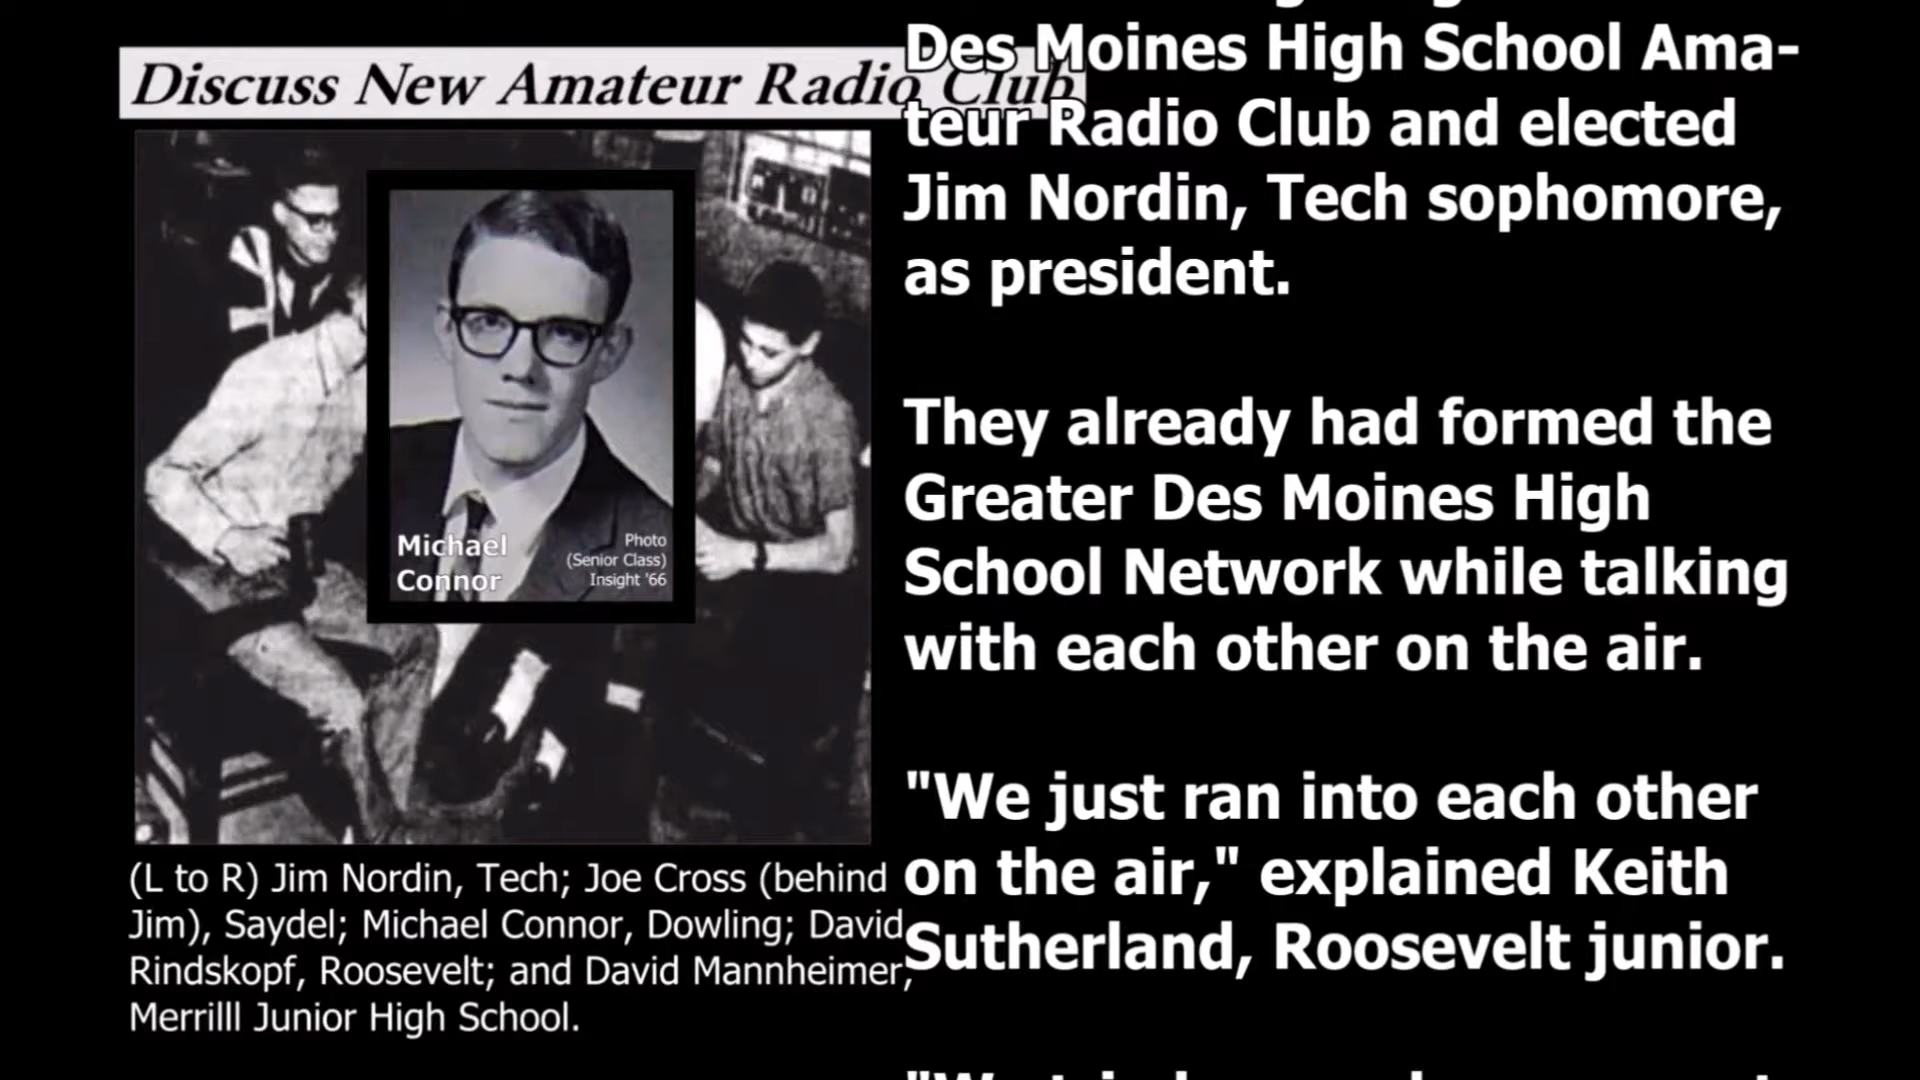 Discuss New Amateur Radio Club
Michael
Connor
Photo
(Senior Class)
Insight '66
(L to R) Jim Nordin, Tech; Joe Cross (behind
Jim), Saydel; Michael Connor, Dowling; David
Rindskopf, Roosevelt; and David Mannheimer,
Merrilll Junior High School.
Des Moines High School Ama-
teur Radio Club and elected
Jim Nordin, Tech sophomore,
as president.
They already had formed the
Greater Des Moines High
School Network while talking
with each other on the air.
"We just ran into each other
on the air," explained Keith
Sutherland, Roosevelt junior.